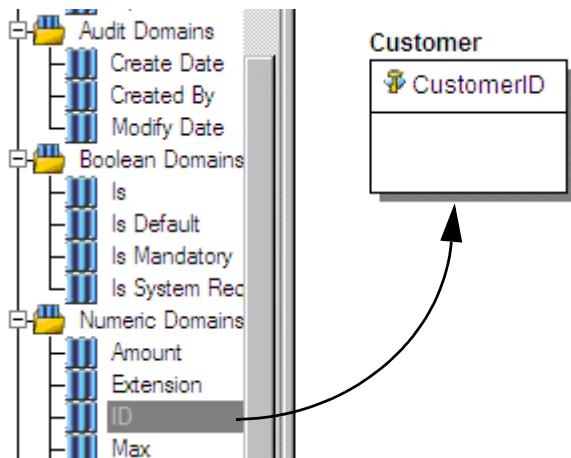 Audit Domains
Create Date
Created By
Modify Date
Boolean Domains
Is
Is Default
Is Mandatory
Is System Rec
Numeric Domains
Amount
Extension
ID
Max
Customer
CustomerID